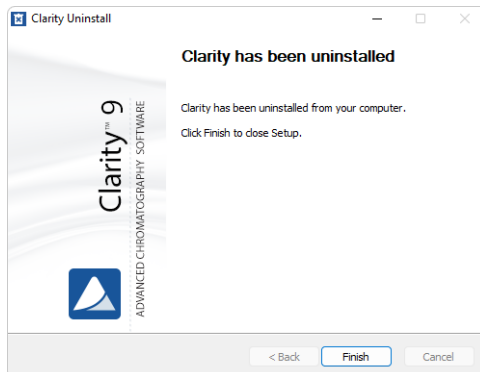 Clarity Uninstall
Clarity has been uninstalled
Clarity has been uninstalled from your computer.
Click Finish to close Setup.
Clarity™ 9
ADVANCED CHROMATOGRAPHY SOFTWARE
< Back
Finish
Cancel